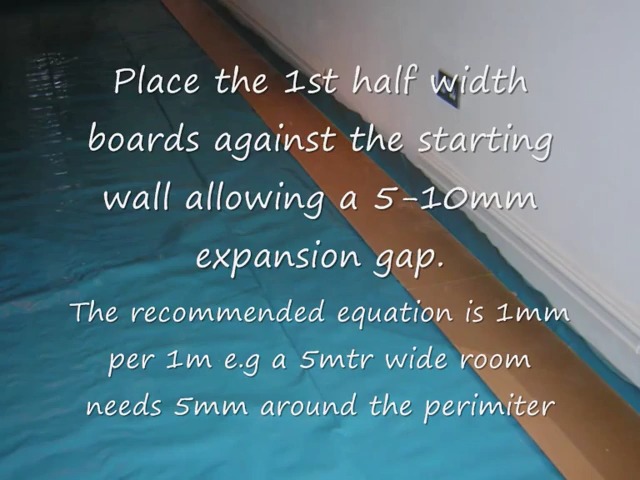 Place the 1st half width
boards against the starting
wall allowing a 5-10mm
expansion gap.
The recommended equation is 1mm
per 1m e.g a 5mtr wide room
needs 5mm around the perimiter